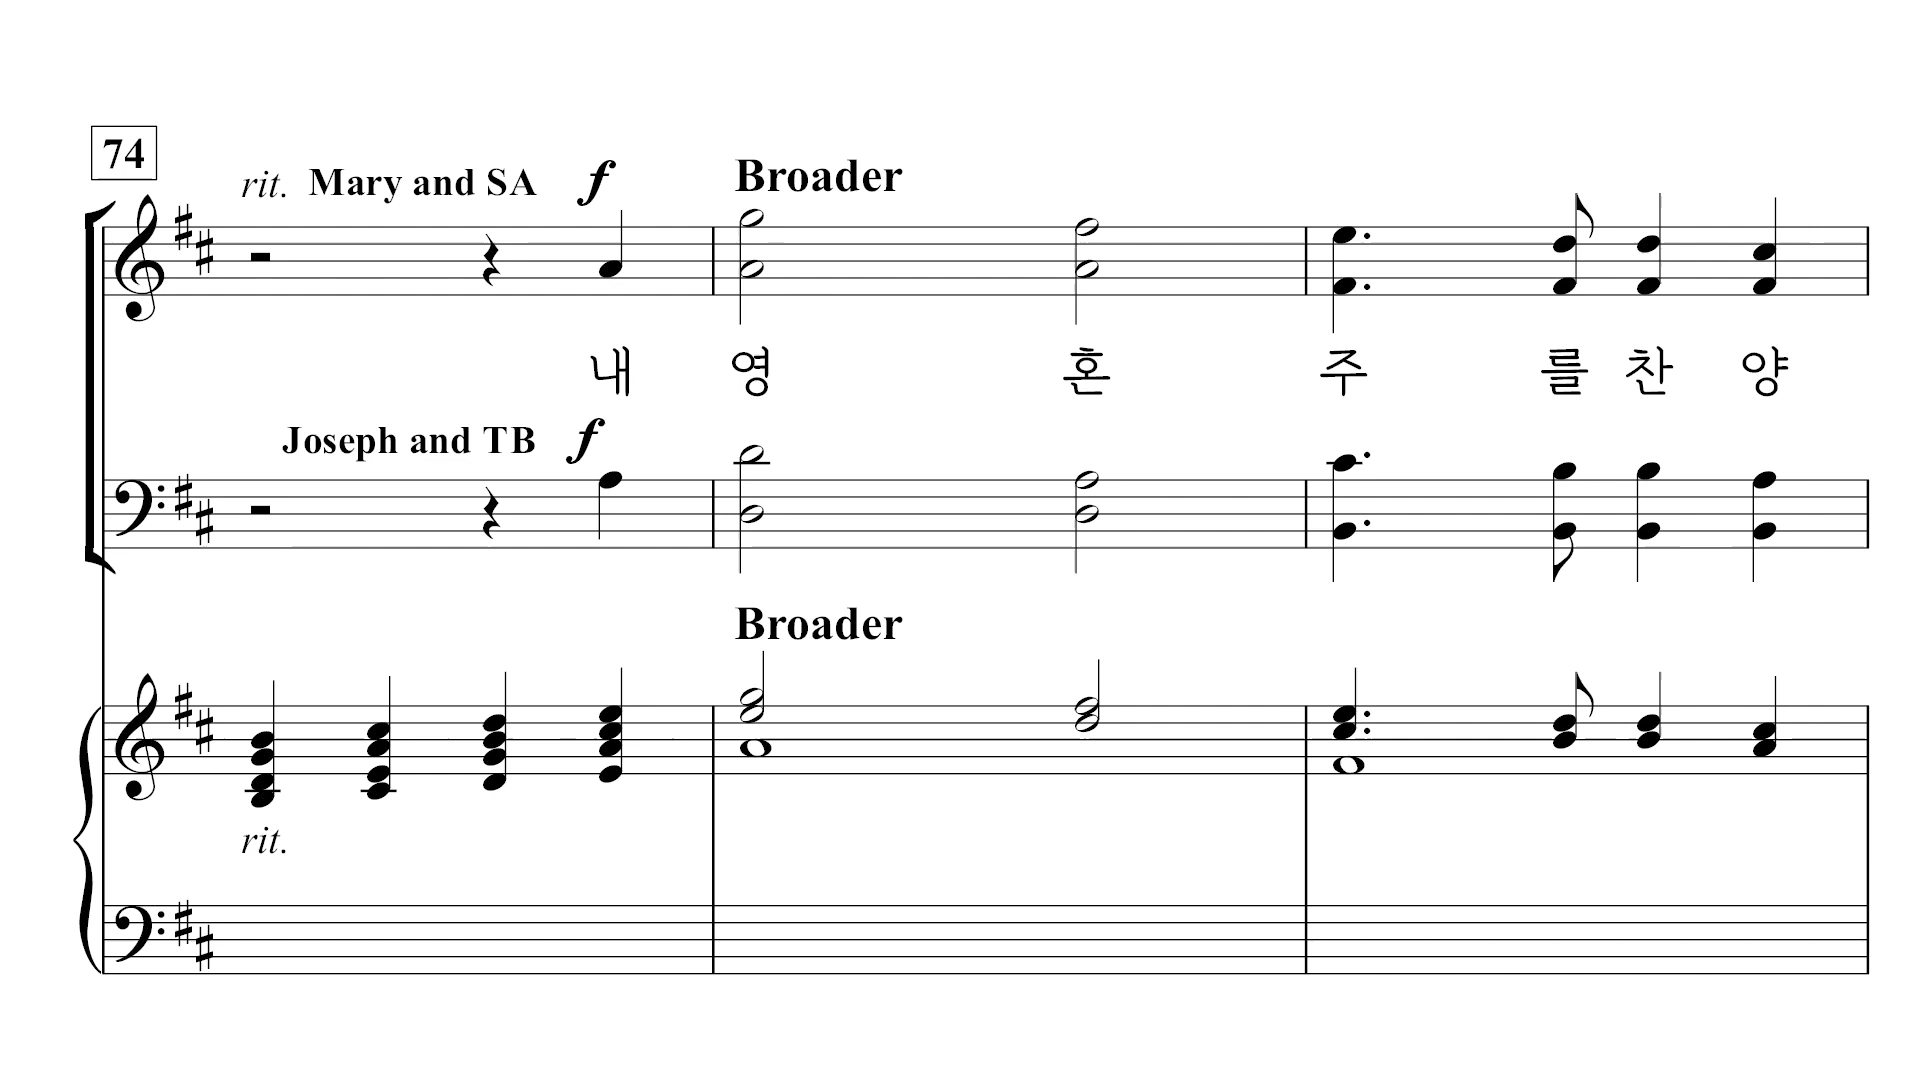 74
rit. Mary and SA f Broader
내 영 혼 주 를 찬 양
Joseph and TB f
Broader
rit.